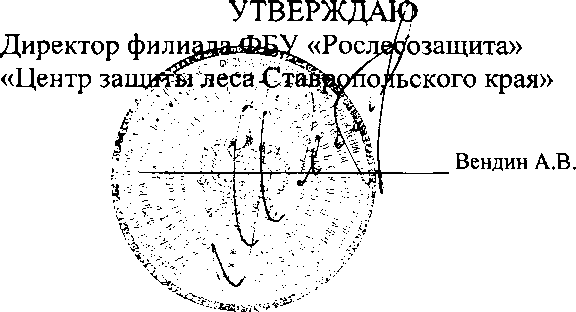 УТВЕРЖДАЮ
Директор филиала ФБУ «Рослесозащита»
«Центр защиты леса Ставропольского края»
Вендин А.В.